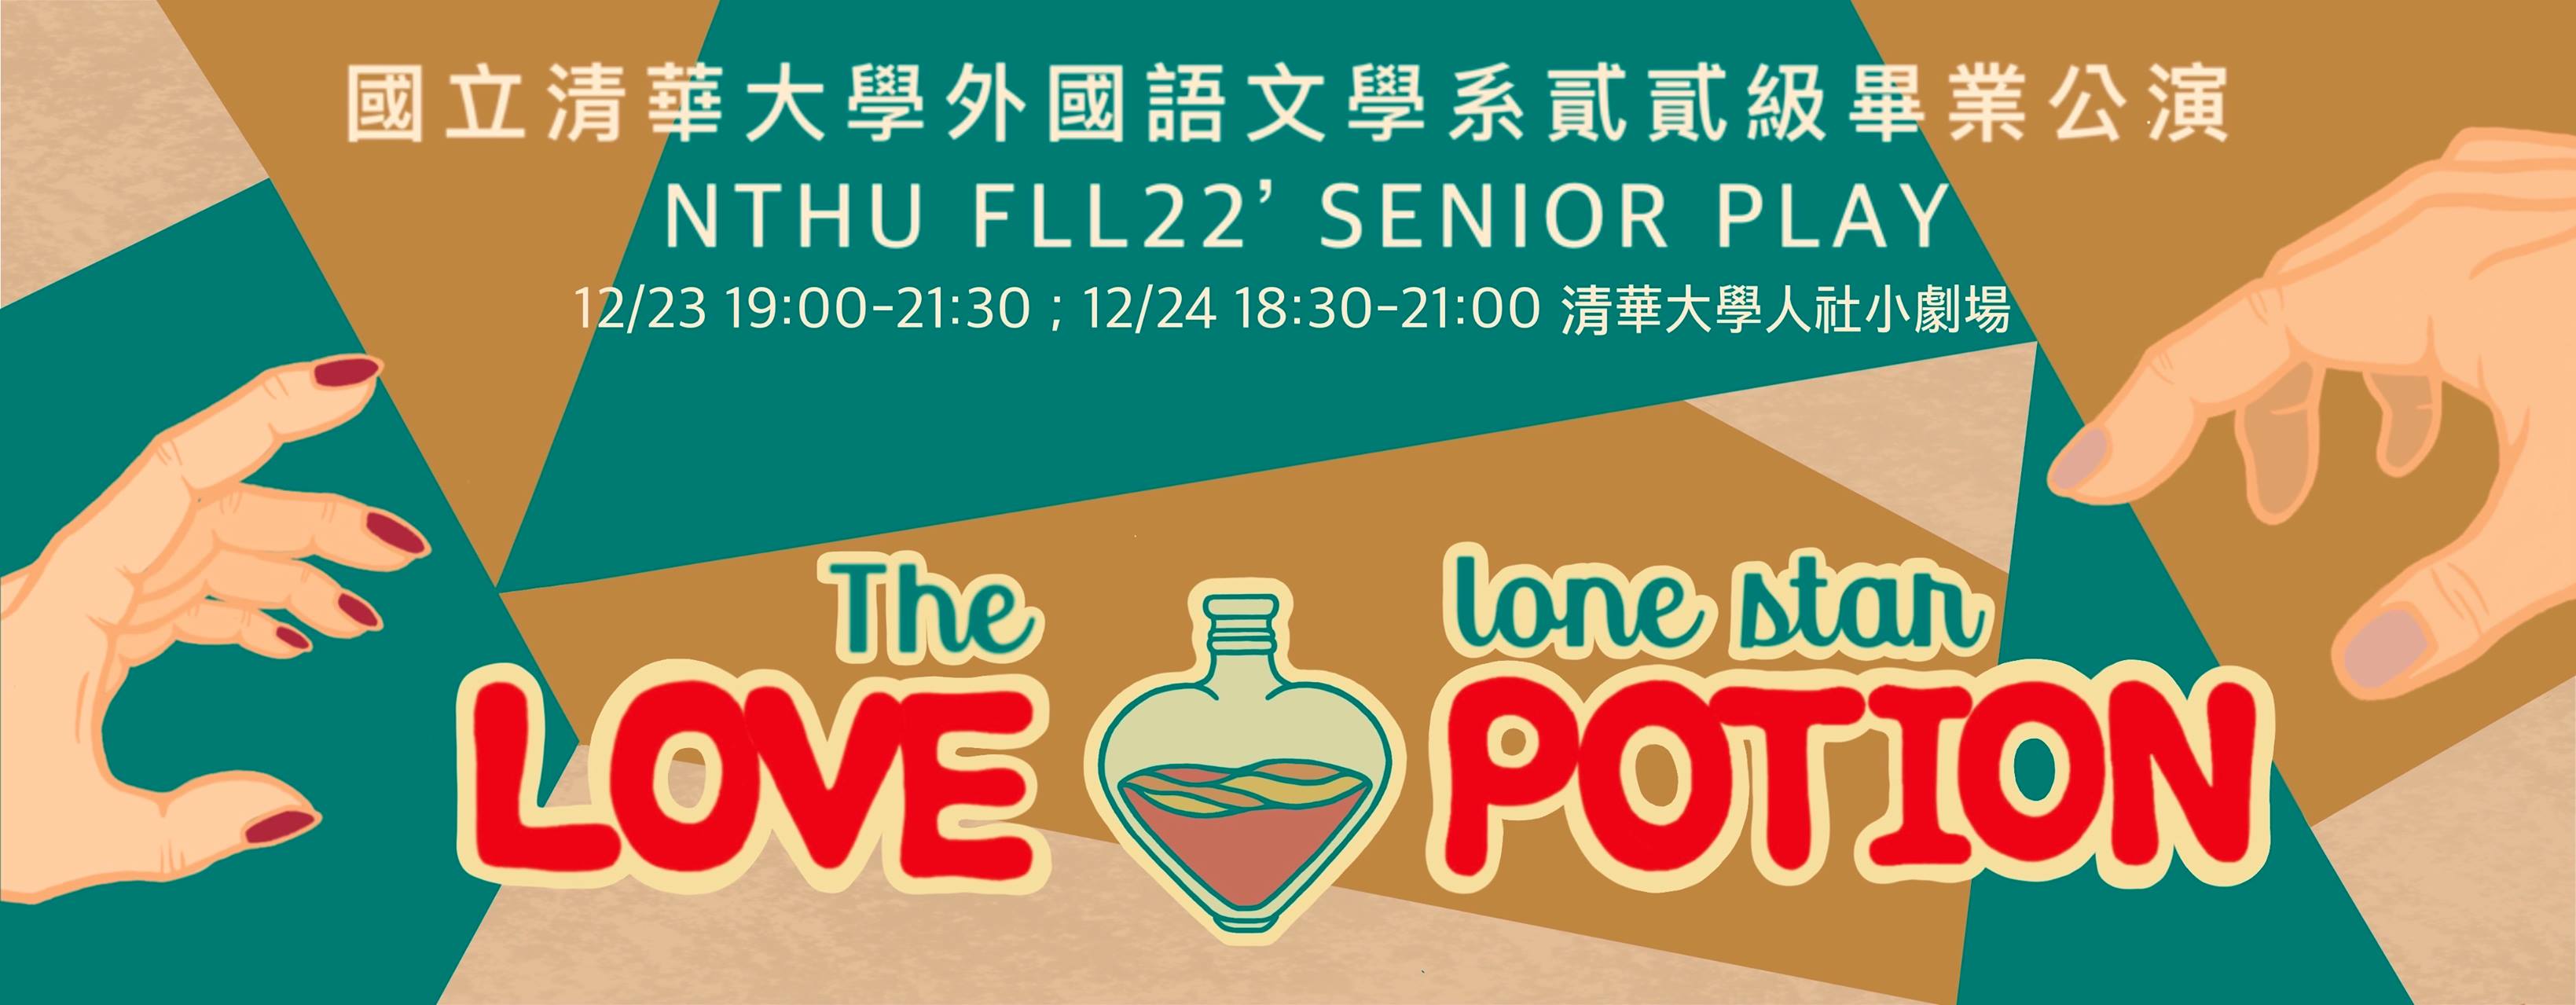 國立清華大學外國語文學系貳貳級畢業公演
NTHU FLL22’ SENIOR PLAY
12/23 19:00-21:30 ; 12/24 18:30-21:00 清華大學人社小劇場
The lone star
LOVE POTION